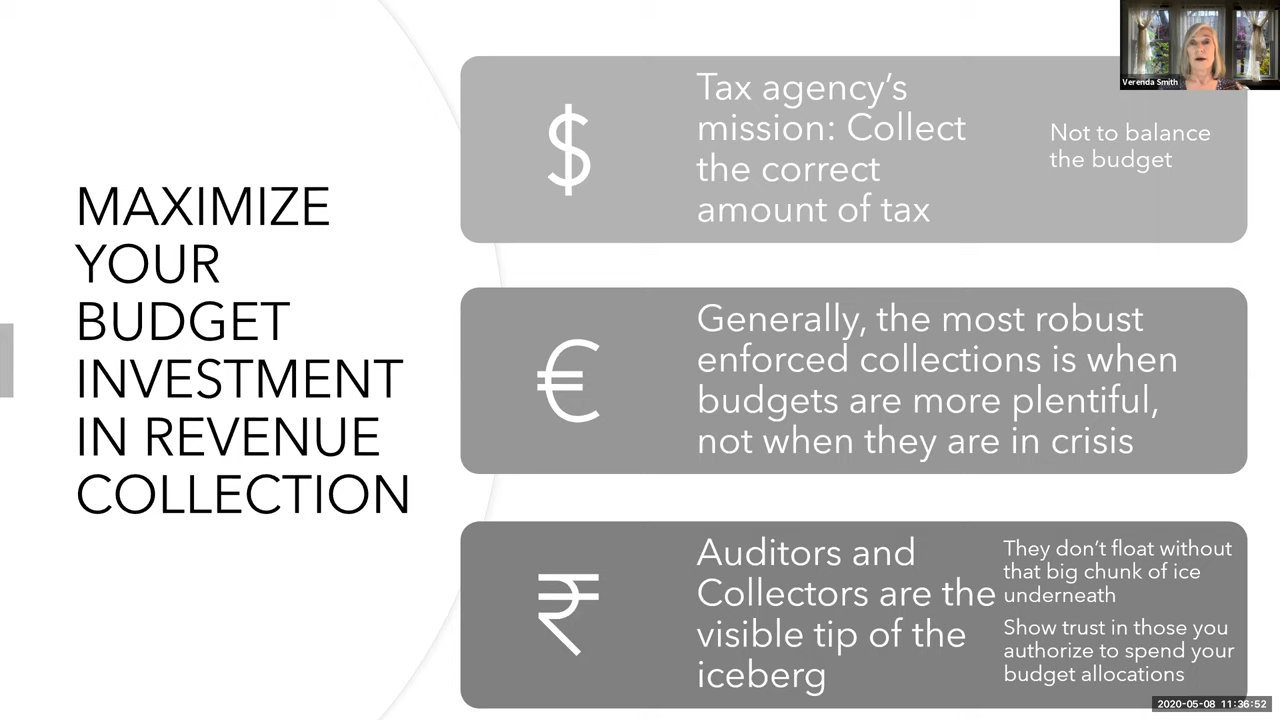 MAXIMIZE
YOUR
BUDGET
INVESTMENT
IN REVENUE
COLLECTION
$
Tax agency’s
mission: Collect
the correct
amount of tax
Not to balance
the budget
Verenda Smith
€
Generally, the most robust
enforced collections is when
budgets are more plentiful,
not when they are in crisis
₹
Auditors and
Collectors are the
visible tip of the
iceberg
They don’t float without
that big chunk of ice
underneath
Show trust in those you
authorize to spend your
budget allocations
2020-05-08 11:36:52